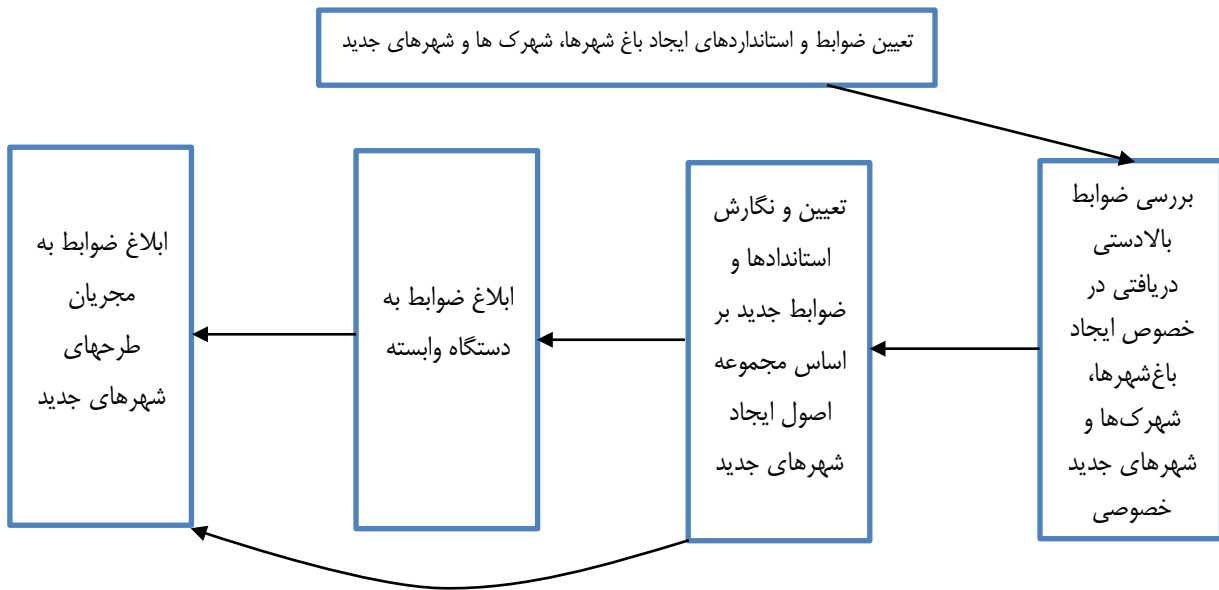 تعیین ضوابط و استانداردهای ایجاد باغ شهرها، شهرک ها و شهرهای جدید
بررسی ضوابط
بالادستی
دریافتی در
خصوص ایجاد
باغ‌شهرها،
شهرک‌ها و
شهرهای جدید
خصوصی
تعیین و نگارش
استاندادها و
ضوابط جدید بر
اساس مجموعه
اصول ایجاد
شهرهای جدید
ابلاغ ضوابط به
دستگاه وابسته
ابلاغ ضوابط به
مجریان
طرحهای
شهرهای جدید